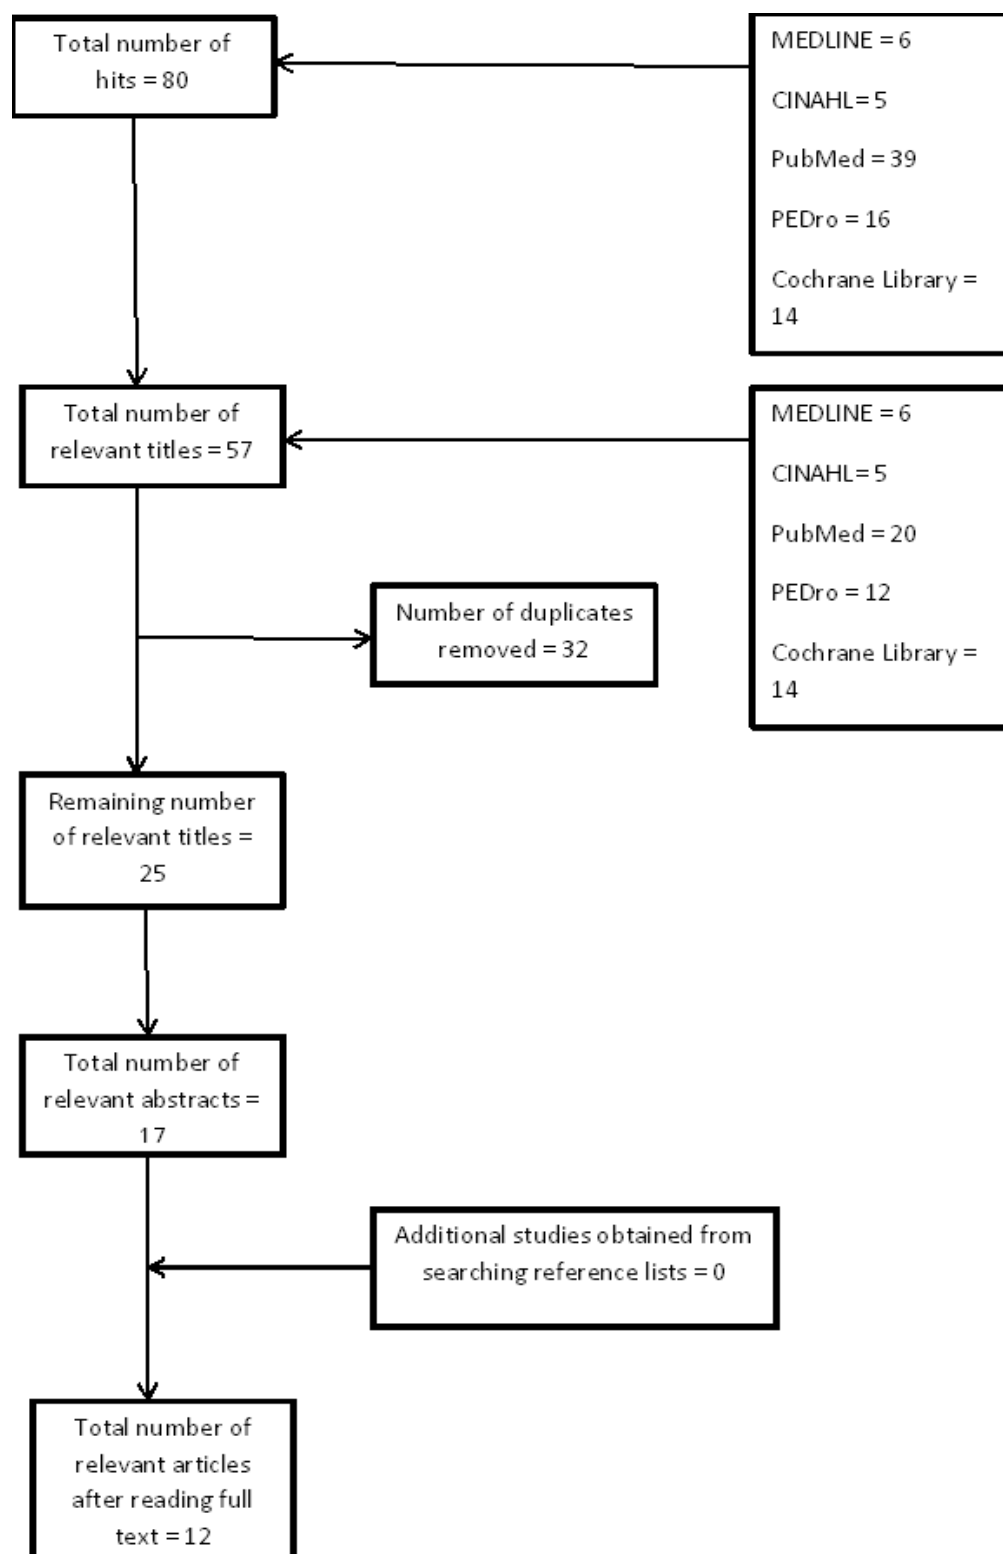 Total number of
hits = 80
MEDLINE = 6
CINAHL= 5
PubMed = 39
PEDro = 16
Cochrane Library =
14
Total number of
relevant titles = 57
MEDLINE = 6
CINAHL= 5
PubMed = 20
PEDro = 12
Cochrane Library =
14
Number of duplicates
removed = 32
Remaining number
of relevant titles =
25
Total number of
relevant abstracts =
17
Additional studies obtained from
searching reference lists = 0
Total number of
relevant articles
after reading full
text = 12